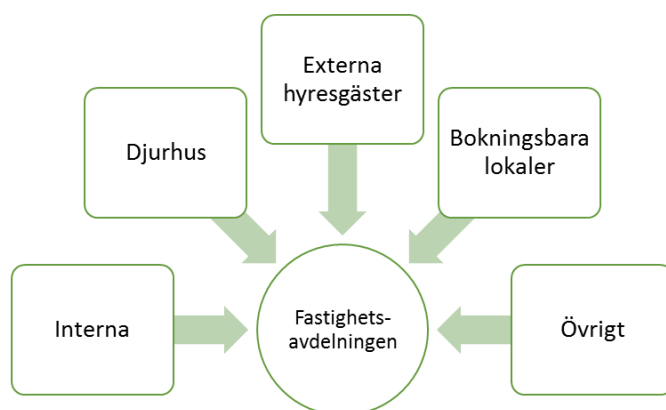 Externa
hyresgäster
Djurhus
Bokningsbara
lokaler
Interna
Fastighets-
avdelningen
Övrigt